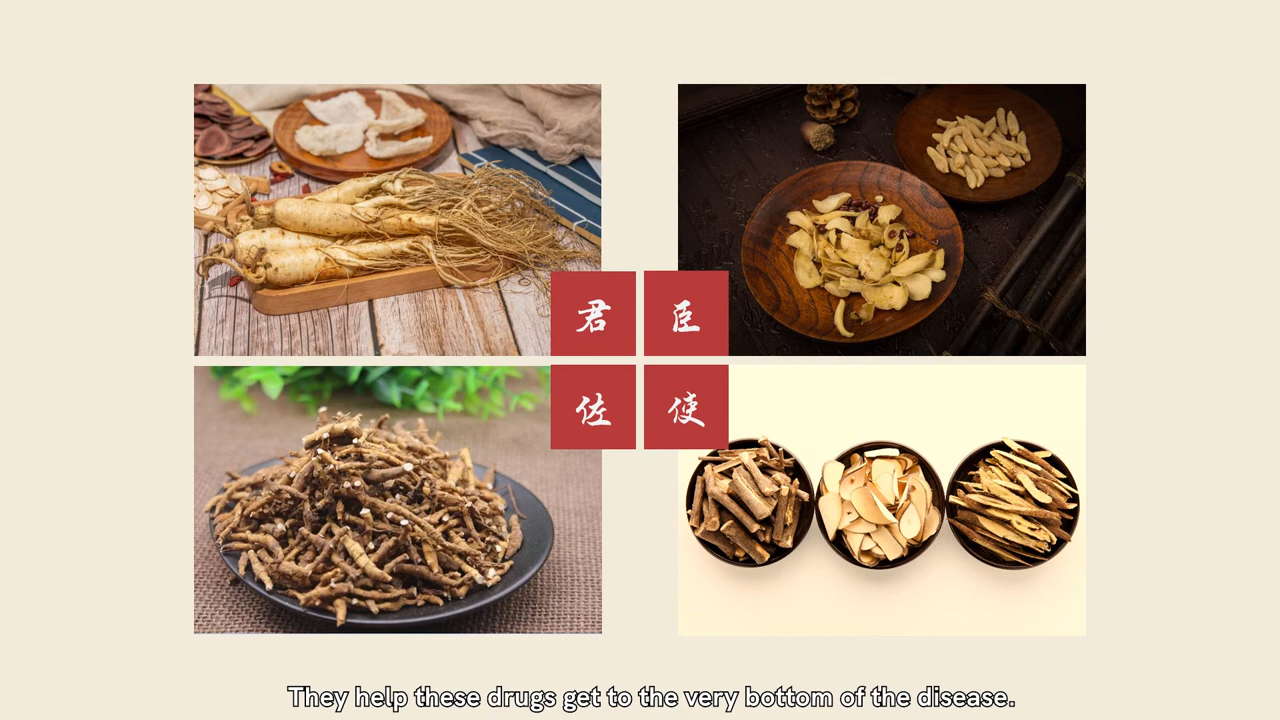 君 臣
佐 使
They help these drugs get to the very bottom of the disease.